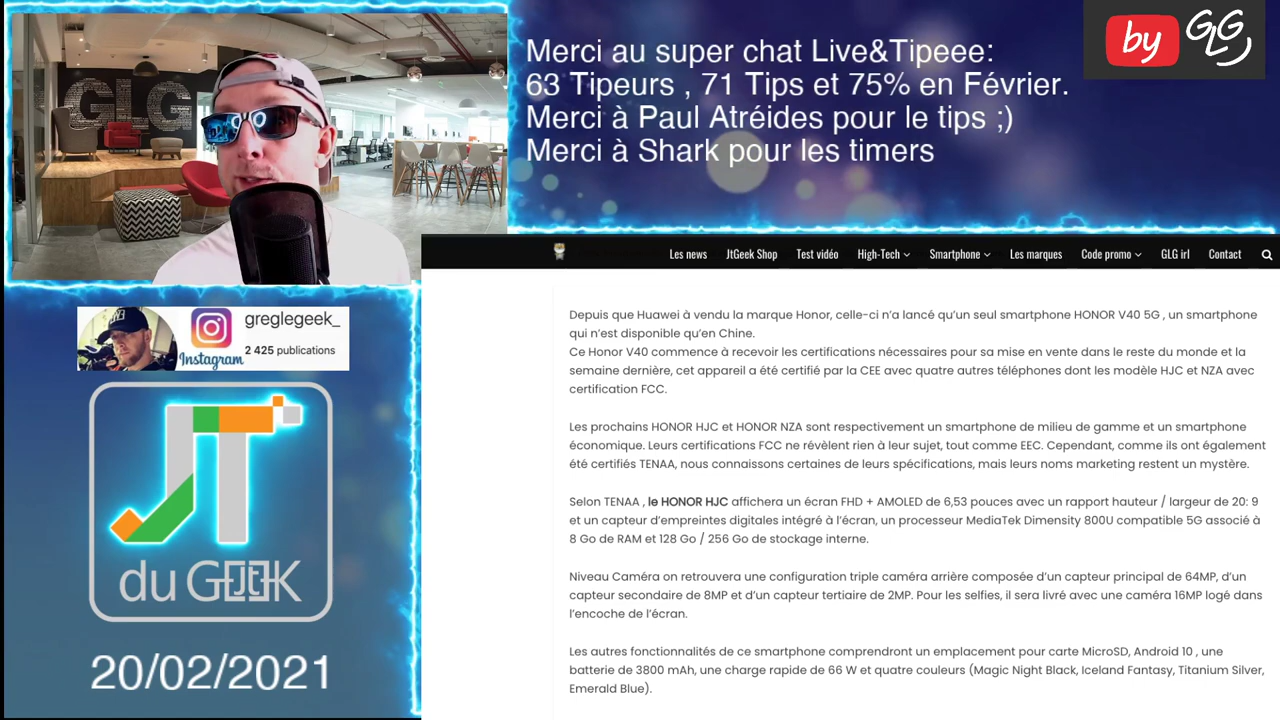 GLG
Merci au super chat Live&Tipeee:
63 Tipeurs , 71 Tips et 75% en Février.
Merci à Paul Atréides pour le tips ;)
Merci à Shark pour les timers
by GLG
Les news JtGeek Shop Test vidéo High-Tech Smartphone Les marques Code promo GLG irl Contact
greglegeek_
Instagram
2 425 publications
JT
du GEEK
20/02/2021
Depuis que Huawei à vendu la marque Honor, celle-ci n’a lancé qu’un seul smartphone HONOR V40 5G , un smartphone
qui n’est disponible qu’en Chine.
Ce Honor V40 commence à recevoir les certifications nécessaires pour sa mise en vente dans le reste du monde et la
semaine dernière, cet appareil a été certifié par la CEE avec quatre autres téléphones dont les modèle HJC et NZA avec
certification FCC.
Les prochains HONOR HJC et HONOR NZA sont respectivement un smartphone de milieu de gamme et un smartphone
économique. Leurs certifications FCC ne révèlent rien à leur sujet, tout comme EEC. Cependant, comme ils ont également
été certifiés TENAA, nous connaissons certaines de leurs spécifications, mais leurs noms marketing restent un mystère.
Selon TENAA , le HONOR HJC affichera un écran FHD + AMOLED de 6,53 pouces avec un rapport hauteur / largeur de 20: 9
et un capteur d’empreintes digitales intégré à l’écran, un processeur MediaTek Dimensity 800U compatible 5G associé à
8 Go de RAM et 128 Go / 256 Go de stockage interne.
Niveau Caméra on retrouvera une configuration triple caméra arrière composée d’un capteur principal de 64MP, d’un
capteur secondaire de 8MP et d’un capteur tertiaire de 2MP. Pour les selfies, il sera livré avec une caméra 16MP logé dans
l’encoche de l’écran.
Les autres fonctionnalités de ce smartphone comprendront un emplacement pour carte MicroSD, Android 10 , une
batterie de 3800 mAh, une charge rapide de 66 W et quatre couleurs (Magic Night Black, Iceland Fantasy, Titanium Silver,
Emerald Blue).